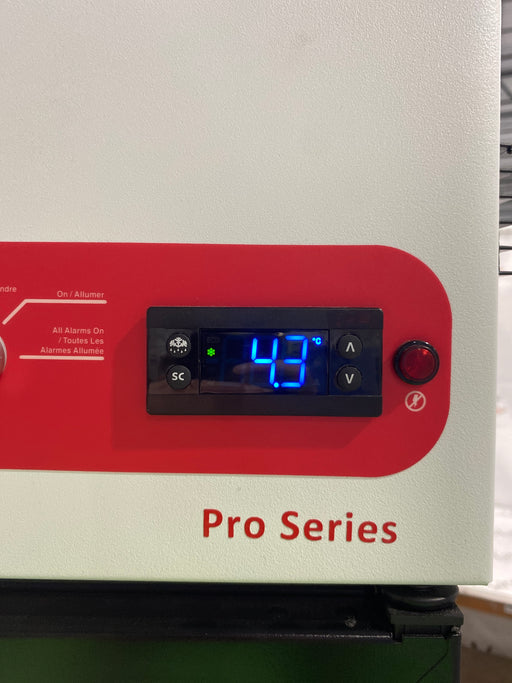 ndre
On / Allumer
All Alarms On
/ Toutes Les
Alarmes Allumée
SC
4.3 °C
Pro Series